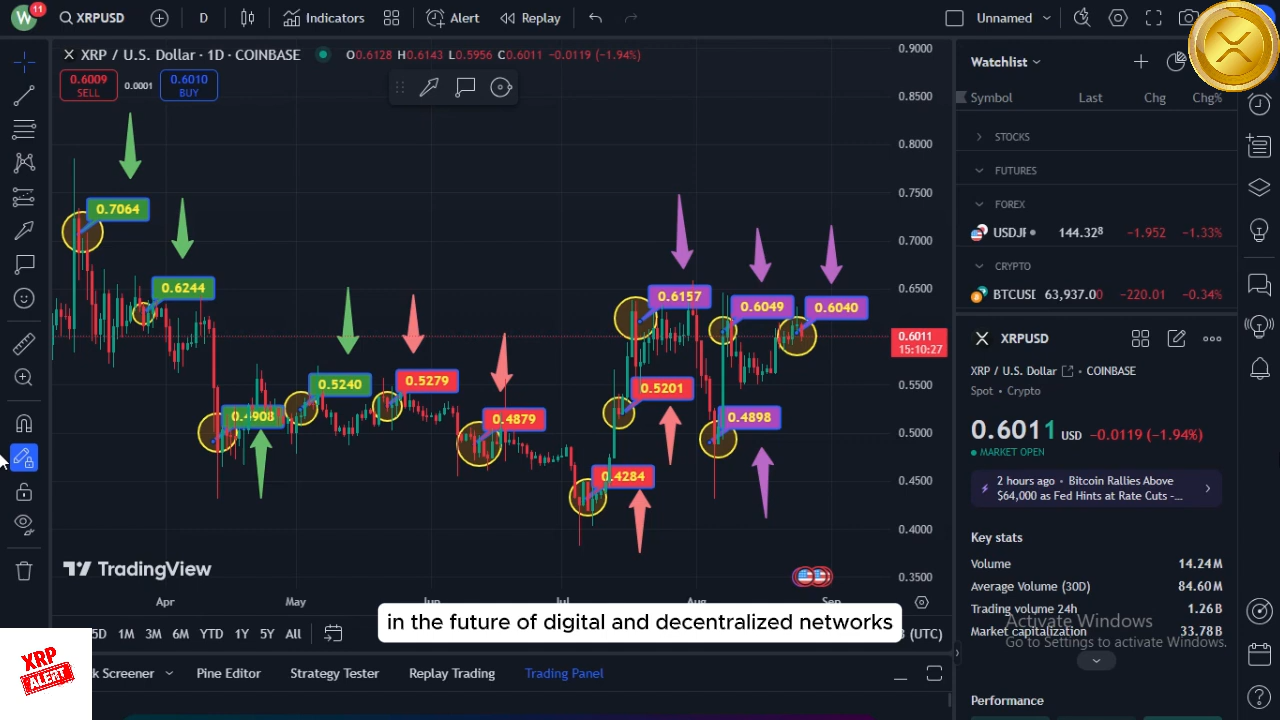 W 11 XRPUSD D Indicators Alert Replay Unnamed
XRP / U.S. Dollar · 1D · COINBASE O0.6128 H0.6143 L0.5956 C0.6011 −0.0119 (−1.94%)
0.6009 SELL 0.0001 0.6010 BUY
0.9000
0.8500
0.8000
0.7500
0.7000
0.6500
0.6011
15:10:27
0.5500
0.5000
0.4500
0.4000
0.3500
0.7064
0.6244
0.4908
0.5240
0.5279
0.4879
0.4284
0.5201
0.6157
0.6049
0.4898
0.6040
TradingView
Apr May Jun Jul Aug Sep
in the future of digital and decentralized networks
5D 1M 3M 6M YTD 1Y 5Y All (UTC)
Screener Pine Editor Strategy Tester Replay Trading Trading Panel
XRP
ALERT
Watchlist
Symbol Last Chg Chg%
STOCKS
FUTURES
FOREX
144.328 −1.952 −1.33%
CRYPTO
63,937.00 −220.01 −0.34%
XRPUSD
XRP / U.S. Dollar COINBASE
Spot • Crypto
0.6011 USD −0.0119 (−1.94%)
MARKET OPEN
2 hours ago • Bitcoin Rallies Above
$64,000 as Fed Hints at Rate Cuts -...
Key stats
Volume 14.24M
Average Volume (30D) 84.60M
Trading volume 24h 1.26B
Market capitalization 33.78B
Activate Windows
Go to Settings to activate Windows.
Performance